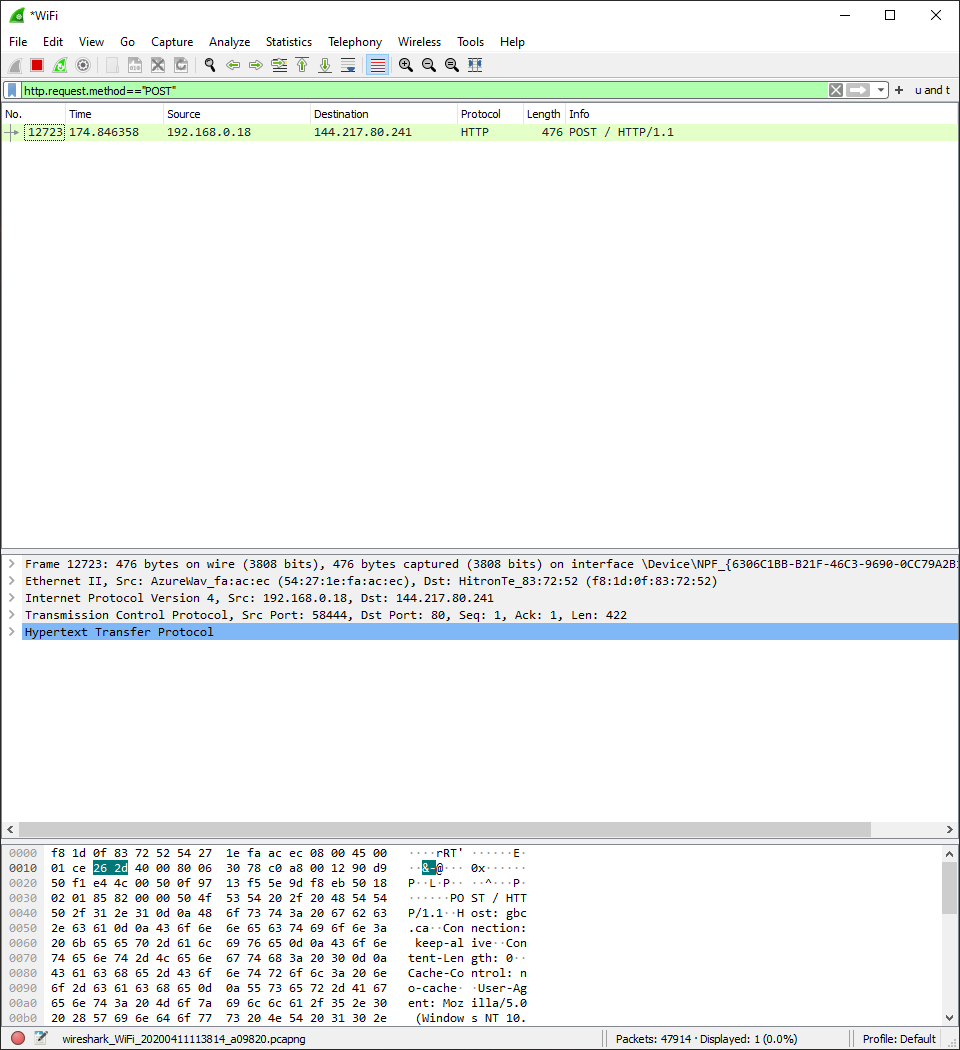 *WiFi
File Edit View Go Capture Analyze Statistics Telephony Wireless Tools Help
http.request.method=="POST"
+ u and t
No. Time Source Destination Protocol Length Info
12723 174.846358 192.168.0.18 144.217.80.241 HTTP 476 POST / HTTP/1.1
Frame 12723: 476 bytes on wire (3808 bits), 476 bytes captured (3808 bits) on interface \Device\NPF_{6306C1BB-B21F-46C3-9690-0CC79A2B1
Ethernet II, Src: AzureWav_fa:ac:ec (54:27:1e:fa:ac:ec), Dst: HitronTe_83:72:52 (f8:1d:0f:83:72:52)
Internet Protocol Version 4, Src: 192.168.0.18, Dst: 144.217.80.241
Transmission Control Protocol, Src Port: 58444, Dst Port: 80, Seq: 1, Ack: 1, Len: 422
Hypertext Transfer Protocol
0000 f8 1d 0f 83 72 52 54 27 1e fa ac ec 08 00 45 00 ····rRT' ······E·
0010 01 ce 26 2d 40 00 80 06 30 78 c0 a8 00 12 90 d9 ··&-@··· 0x······
0020 50 f1 e4 4c 00 50 0f 97 13 f5 5e 9d f8 eb 50 18 P··L·P·· ··^···P·
0030 02 01 85 82 00 00 50 4f 53 54 20 2f 20 48 54 54 ······PO ST / HTT
0040 50 2f 31 2e 31 0d 0a 48 6f 73 74 3a 20 67 62 63 P/1.1··H ost: gbc
0050 2e 63 61 0d 0a 43 6f 6e 6e 65 63 74 69 6f 6e 3a .ca··Con nection:
0060 20 6b 65 65 70 2d 61 6c 69 76 65 0d 0a 43 6f 6e keep-al ive··Con
0070 74 65 6e 74 2d 4c 65 6e 67 74 68 3a 20 30 0d 0a tent-Len gth: 0··
0080 43 61 63 68 65 2d 43 6f 6e 74 72 6f 6c 3a 20 6e Cache-Co ntrol: n
0090 6f 2d 63 61 63 68 65 0d 0a 55 73 65 72 2d 41 67 o-cache· ·User-Ag
00a0 65 6e 74 3a 20 4d 6f 7a 69 6c 6c 61 2f 35 2e 30 ent: Moz illa/5.0
00b0 20 28 57 69 6e 64 6f 77 73 20 4e 54 20 31 30 2e (Window s NT 10.
wireshark_WiFi_20200411113814_a09820.pcapng Packets: 47914 · Displayed: 1 (0.0%) Profile: Default